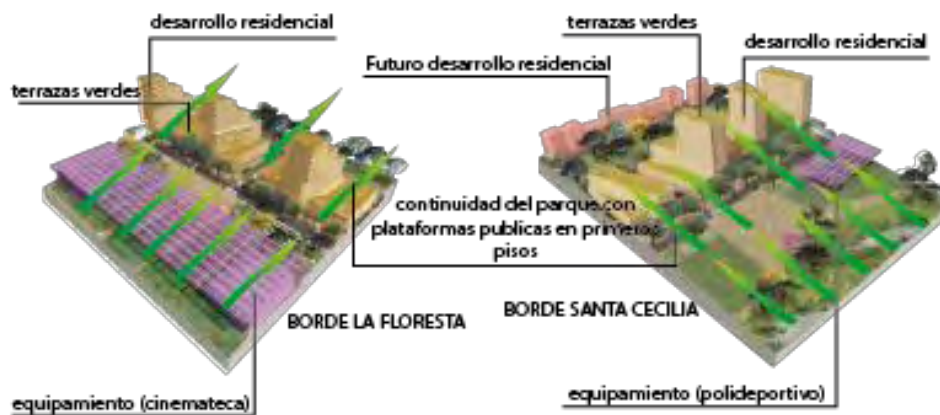 desarrollo residencial
terrazas verdes
terrazas verdes
desarrollo residencial
Futuro desarrollo residencial
continuidad del parque con
plataformas publicas en primeros
pisos
BORDE LA FLORESTA
BORDE SANTA CECILIA
equipamiento (cinemateca)
equipamiento (polideportivo)